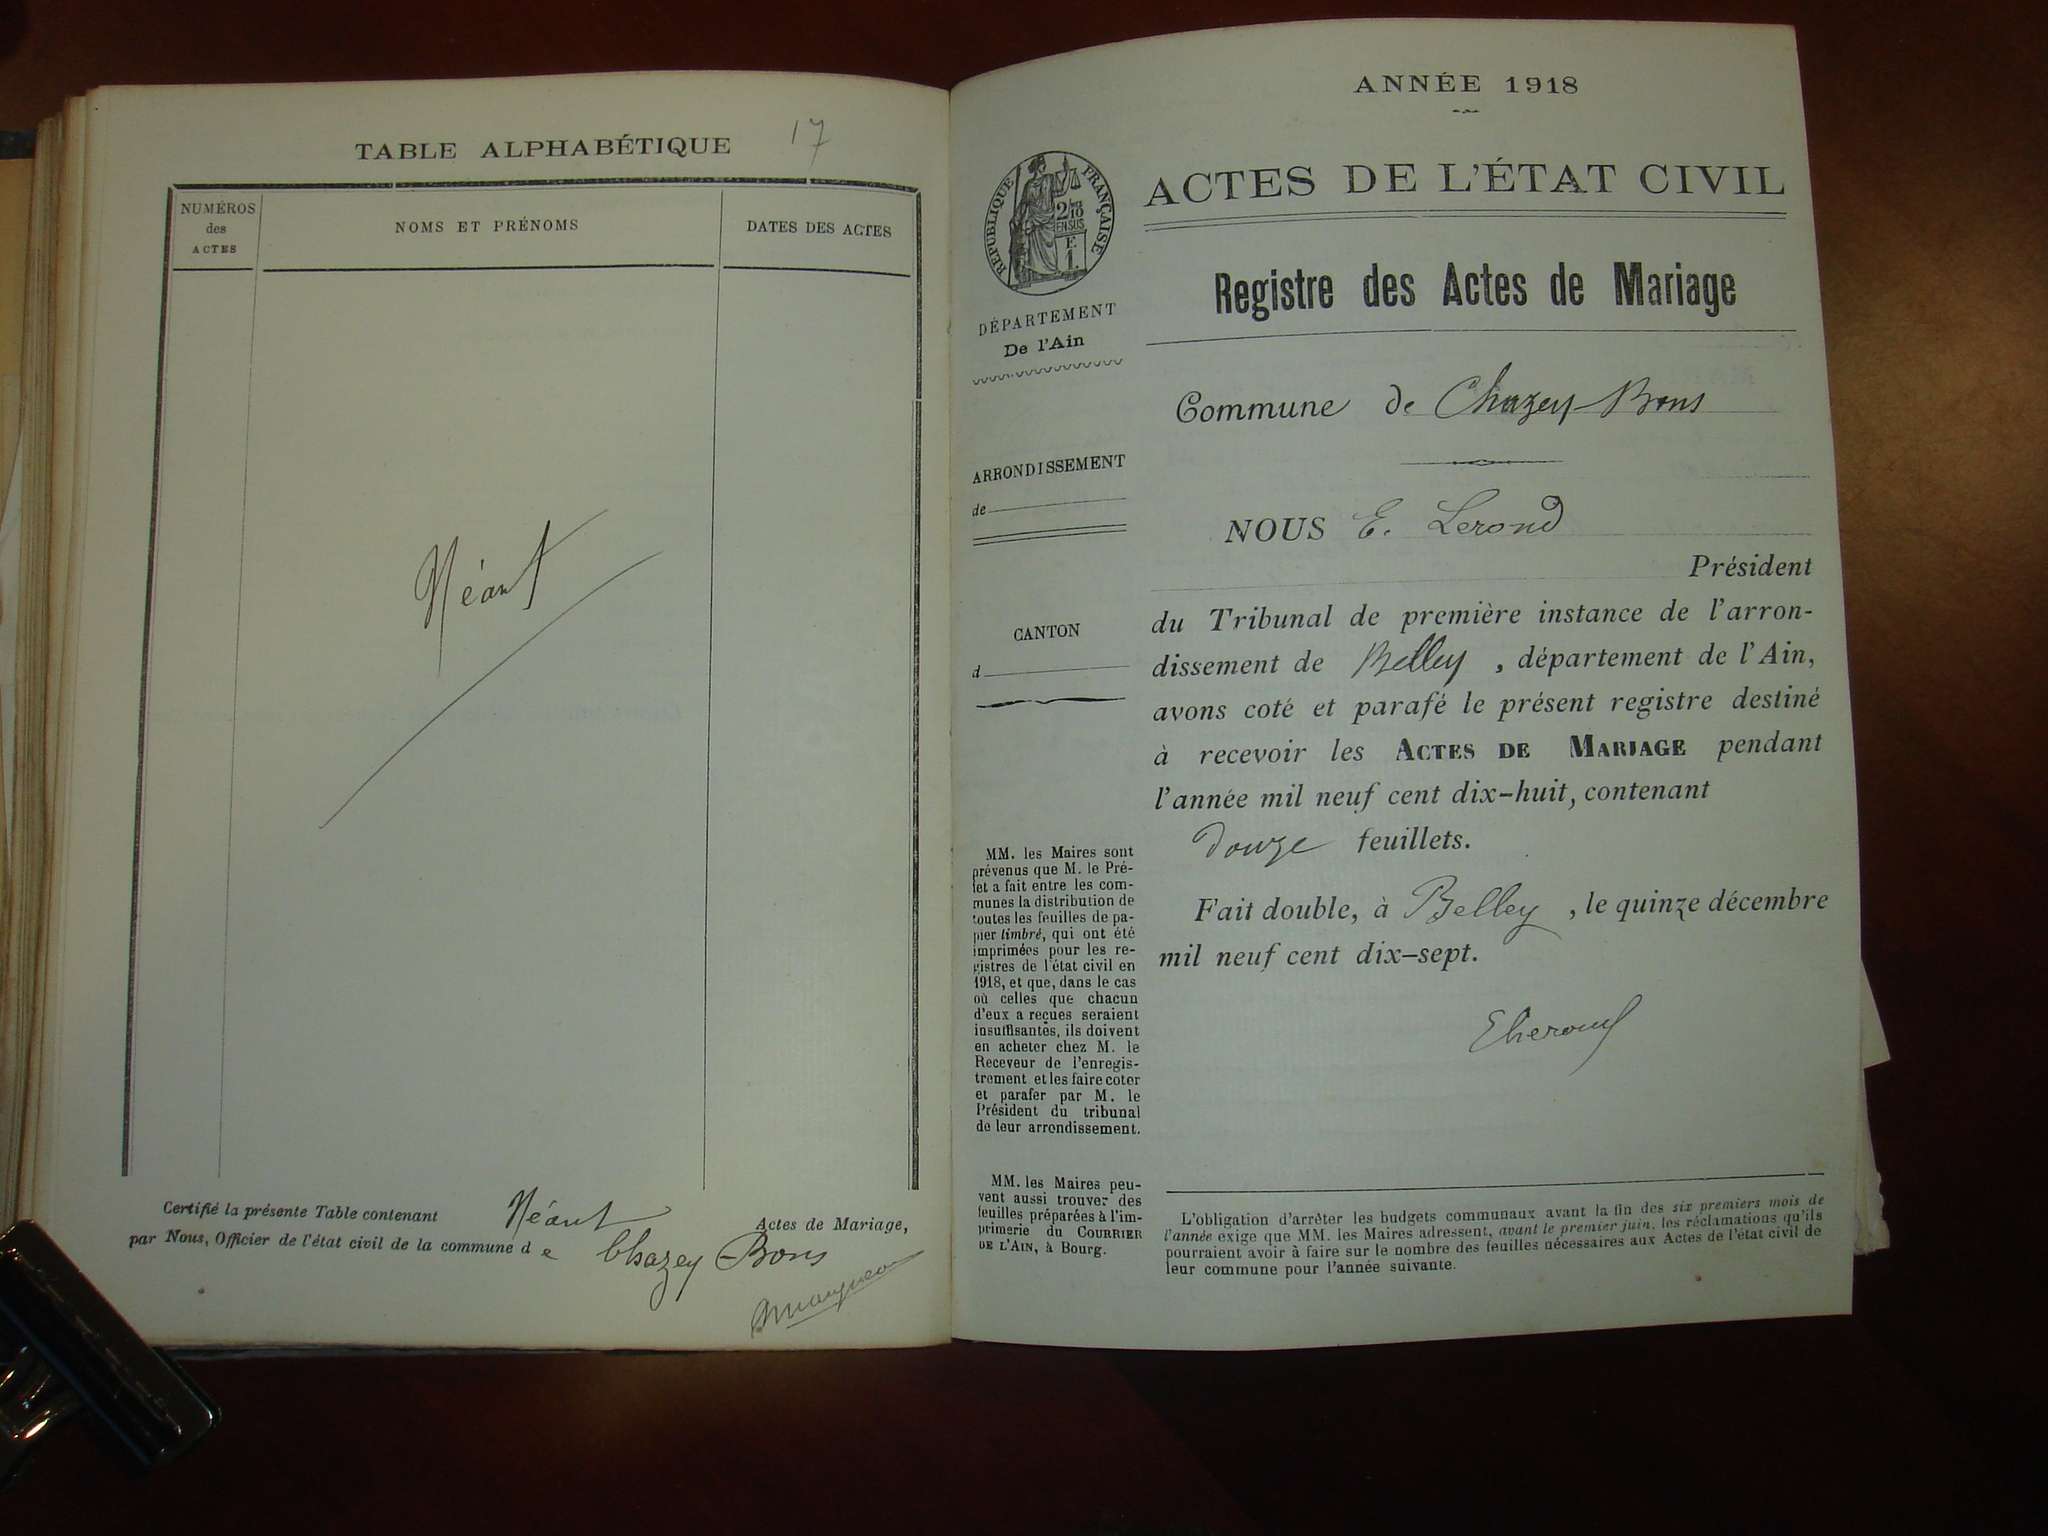 TABLE ALPHABÉTIQUE
17
NUMÉROS
des
ACTES
NOMS ET PRÉNOMS
DATES DES ACTES
Néant
Certifié la présente Table contenant Néant Actes de Mariage,
par Nous, Officier de l'état civil de la commune de Chazey Bons
ANNÉE 1918
RÉPUBLIQUE FRANÇAISE
2/10
EN SUS
F.
1.
DÉPARTEMENT
De l'Ain
ARRONDISSEMENT
de
CANTON
d
MM. les Maires sont
prévenus que M. le Pré-
fet a fait entre les com-
munes la distribution de
toutes les feuilles de pa-
pier timbré, qui ont été
imprimées pour les re-
gistres de l'état civil en
1918, et que, dans le cas
où celles que chacun
d'eux a reçues seraient
insuffisantes, ils doivent
en acheter chez M. le
Receveur de l'enregis-
trement et les faire coter
et parafer par M. le
Président du tribunal
de leur arrondissement.
MM. les Maires peu-
vent aussi trouver des
feuilles préparées à l'im-
primerie du COURRIER
DE L'AIN, à Bourg.
ACTES DE L'ÉTAT CIVIL
Registre des Actes de Mariage
Commune de Chazey-Bons
NOUS E. Lerond
Président
du Tribunal de première instance de l'arron-
dissement de Belley, département de l'Ain,
avons coté et parafé le présent registre destiné
à recevoir les ACTES DE MARIAGE pendant
l'année mil neuf cent dix-huit, contenant
douze feuillets.
Fait double, à Belley, le quinze décembre
mil neuf cent dix-sept.
ELerond
L'obligation d'arrêter les budgets communaux avant la fin des six premiers mois de
l'année exige que MM. les Maires adressent, avant le premier juin, les réclamations qu'ils
pourraient avoir à faire sur le nombre des feuilles nécessaires aux Actes de l'état civil de
leur commune pour l'année suivante.